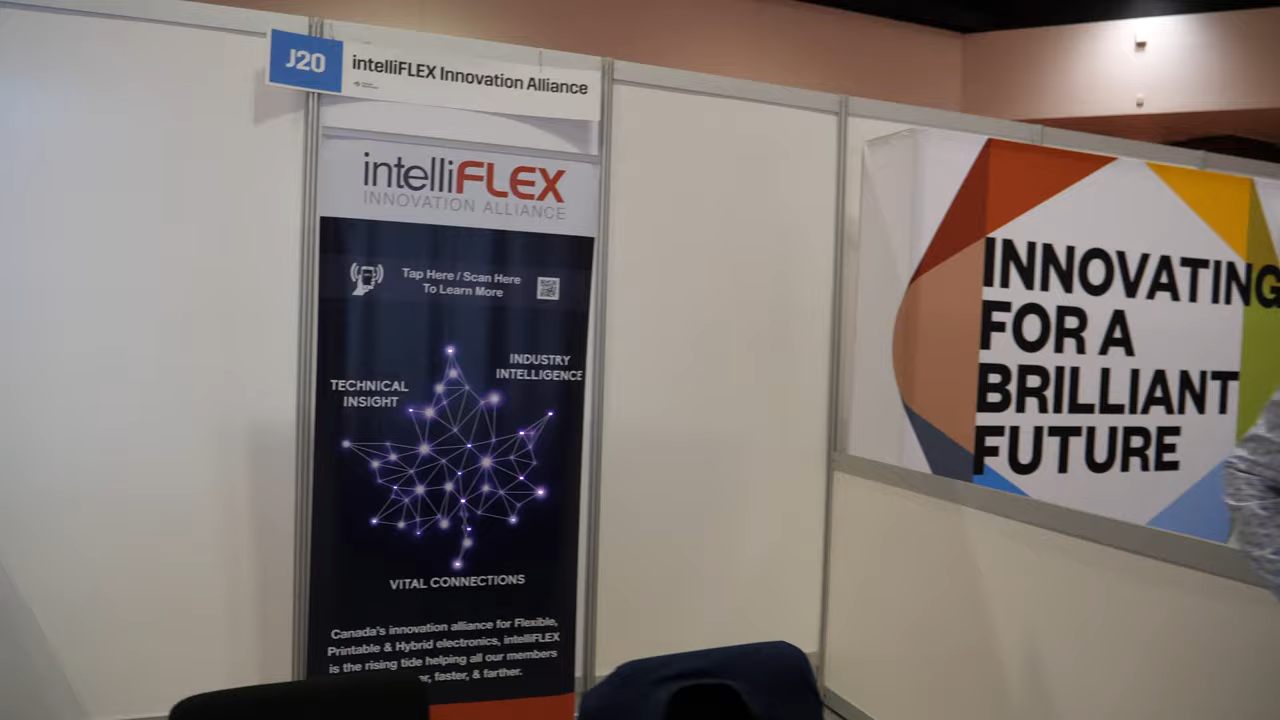 J20
intelliFLEX Innovation Alliance
intelliFLEX
INNOVATION ALLIANCE
Tap Here / Scan Here
To Learn More
INDUSTRY
INTELLIGENCE
TECHNICAL
INSIGHT
VITAL CONNECTIONS
Canada's innovation alliance for Flexible,
Printable & Hybrid electronics, intelliFLEX
is the rising tide helping all our members
faster, & farther.
INNOVATING
FOR A
BRILLIANT
FUTURE